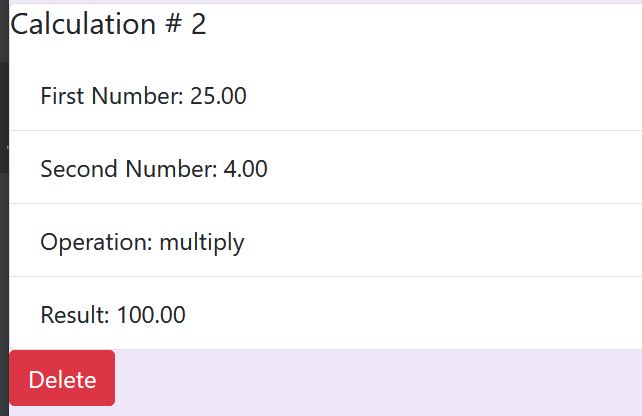 Calculation # 2
First Number: 25.00
Second Number: 4.00
Operation: multiply
Result: 100.00
Delete